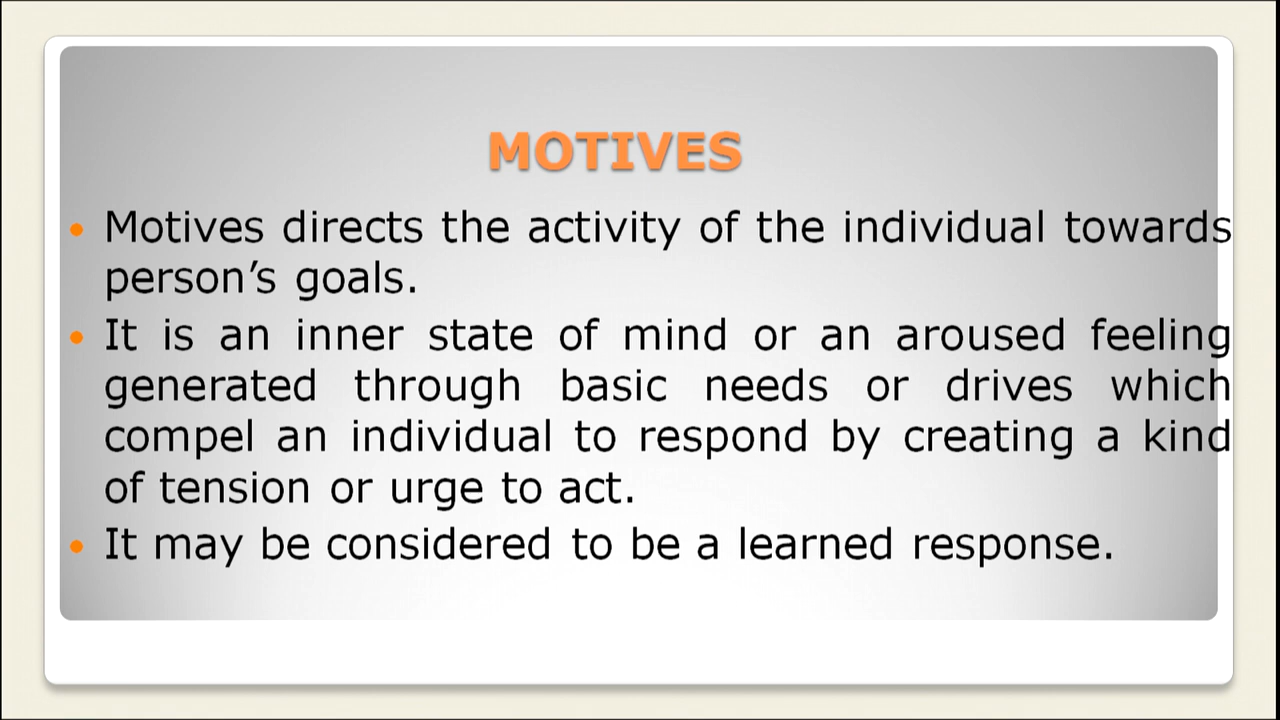 MOTIVES
• Motives directs the activity of the individual towards
person’s goals.
• It is an inner state of mind or an aroused feeling
generated through basic needs or drives which
compel an individual to respond by creating a kind
of tension or urge to act.
• It may be considered to be a learned response.